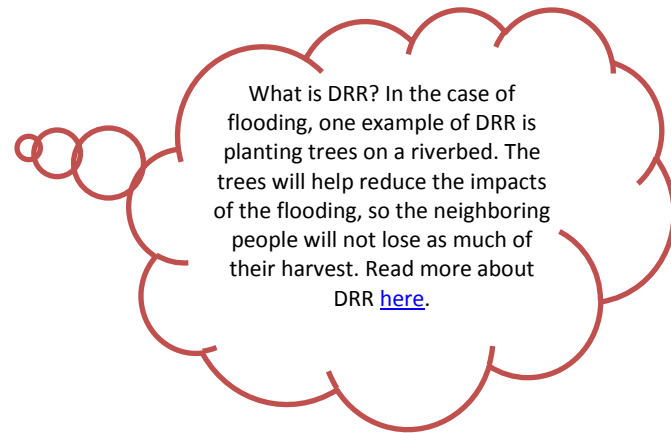 What is DRR? In the case of
flooding, one example of DRR is
planting trees on a riverbed. The
trees will help reduce the impacts
of the flooding, so the neighboring
people will not lose as much of
their harvest. Read more about
DRR here.